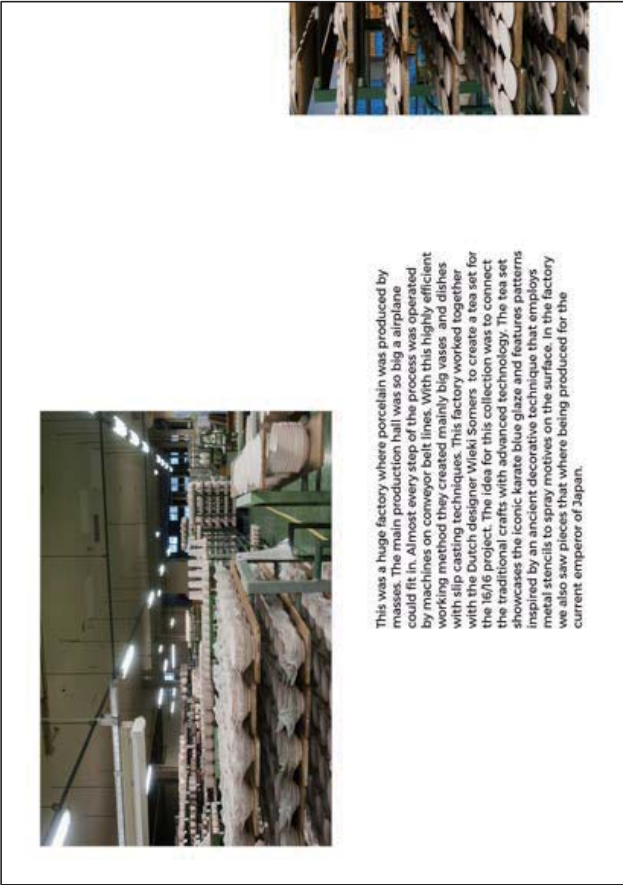 This was a huge factory where porcelain was produced by
masses. The main production hall was so big a airplane
could fit in. Almost every step of the process was operated
by machines on conveyor belt lines. With this highly efficient
working method they created mainly big vases  and dishes
with slip casting techniques. This factory worked together
with the Dutch designer Wieki Somers  to create a tea set for
the 16/16 project. The idea for this collection was to connect
the traditional crafts with advanced technology. The tea set
showcases the iconic karate blue glaze and features patterns
inspired by an ancient decorative technique that employs
metal stencils to spray motives on the surface. In the factory
we also saw pieces that where being produced for the
current emperor of Japan.